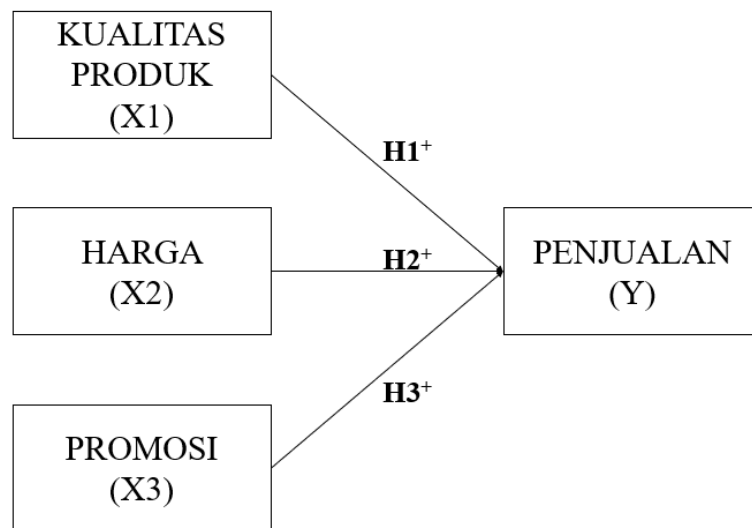 KUALITAS
PRODUK
(X1)
H1⁺
HARGA
(X2)
H2⁺
PENJUALAN
(Y)
H3⁺
PROMOSI
(X3)